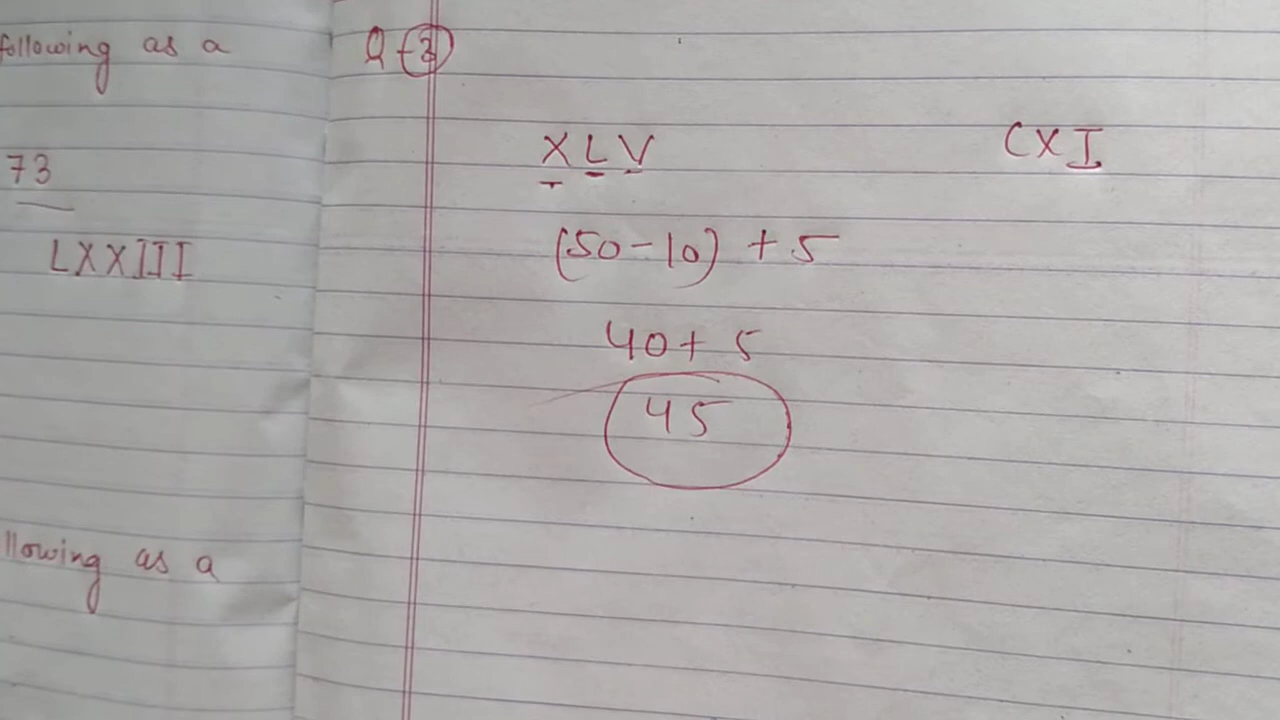 following as a
73
LXXIII
llowing as a
Q-3
XLV
(50-10) + 5
40+ 5
45
CXI